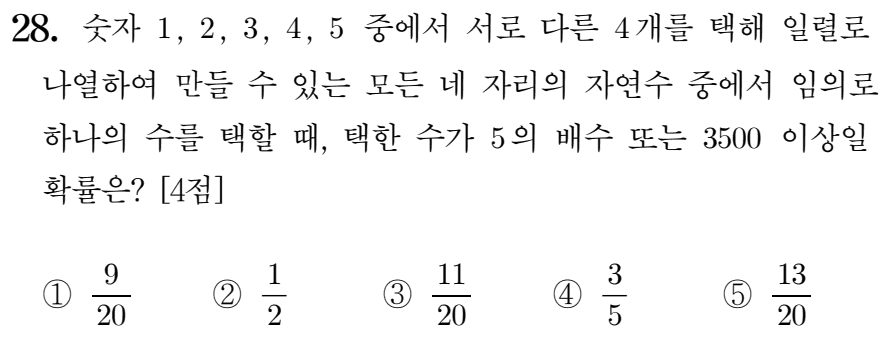 28. 숫자 1, 2, 3, 4, 5 중에서 서로 다른 4개를 택해 일렬로
나열하여 만들 수 있는 모든 네 자리의 자연수 중에서 임의로
하나의 수를 택할 때, 택한 수가 5의 배수 또는 3500 이상일
확률은? [4점]
① 9/20 ② 1/2 ③ 11/20 ④ 3/5 ⑤ 13/20